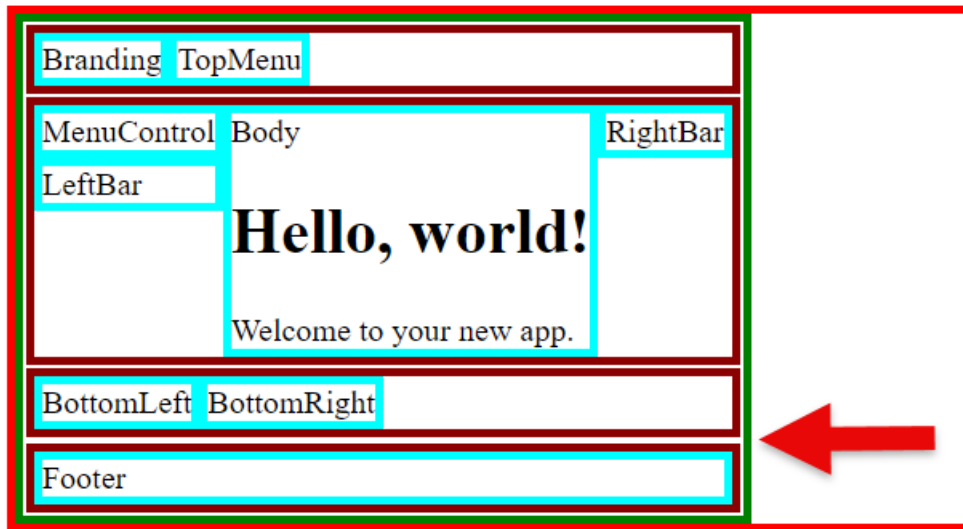 Branding TopMenu
MenuControl Body RightBar
LeftBar
Hello, world!
Welcome to your new app.
BottomLeft BottomRight
Footer